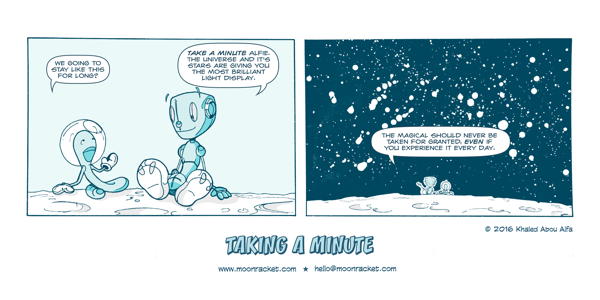 WE GOING TO
STAY LIKE THIS
FOR LONG?
TAKE A MINUTE ALFIE.
THE UNIVERSE AND IT'S
STARS ARE GIVING YOU
THE MOST BRILLIANT
LIGHT DISPLAY.
THE MAGICAL SHOULD NEVER BE
TAKEN FOR GRANTED, EVEN IF
YOU EXPERIENCE IT EVERY DAY.
© 2016 Khaled Abou Alfa
TAKING A MINUTE
www.moonracket.com ★ hello@moonracket.com